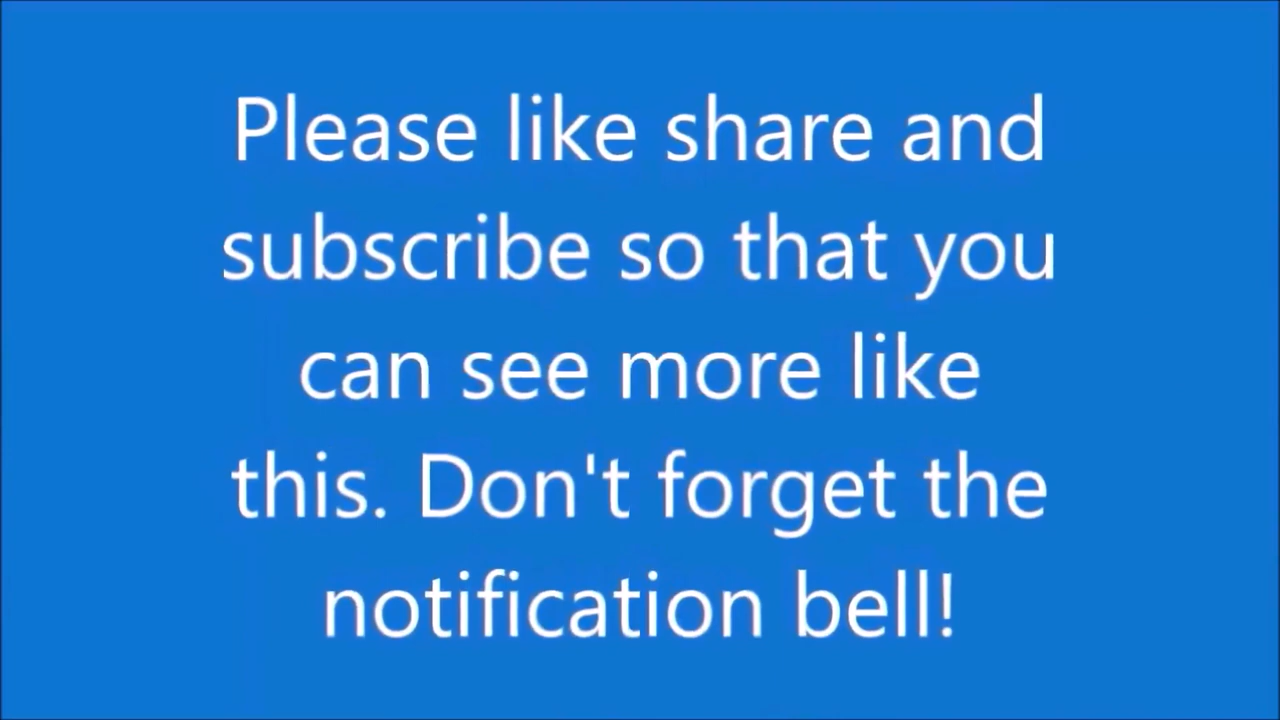 Please like share and
subscribe so that you
can see more like
this. Don't forget the
notification bell!